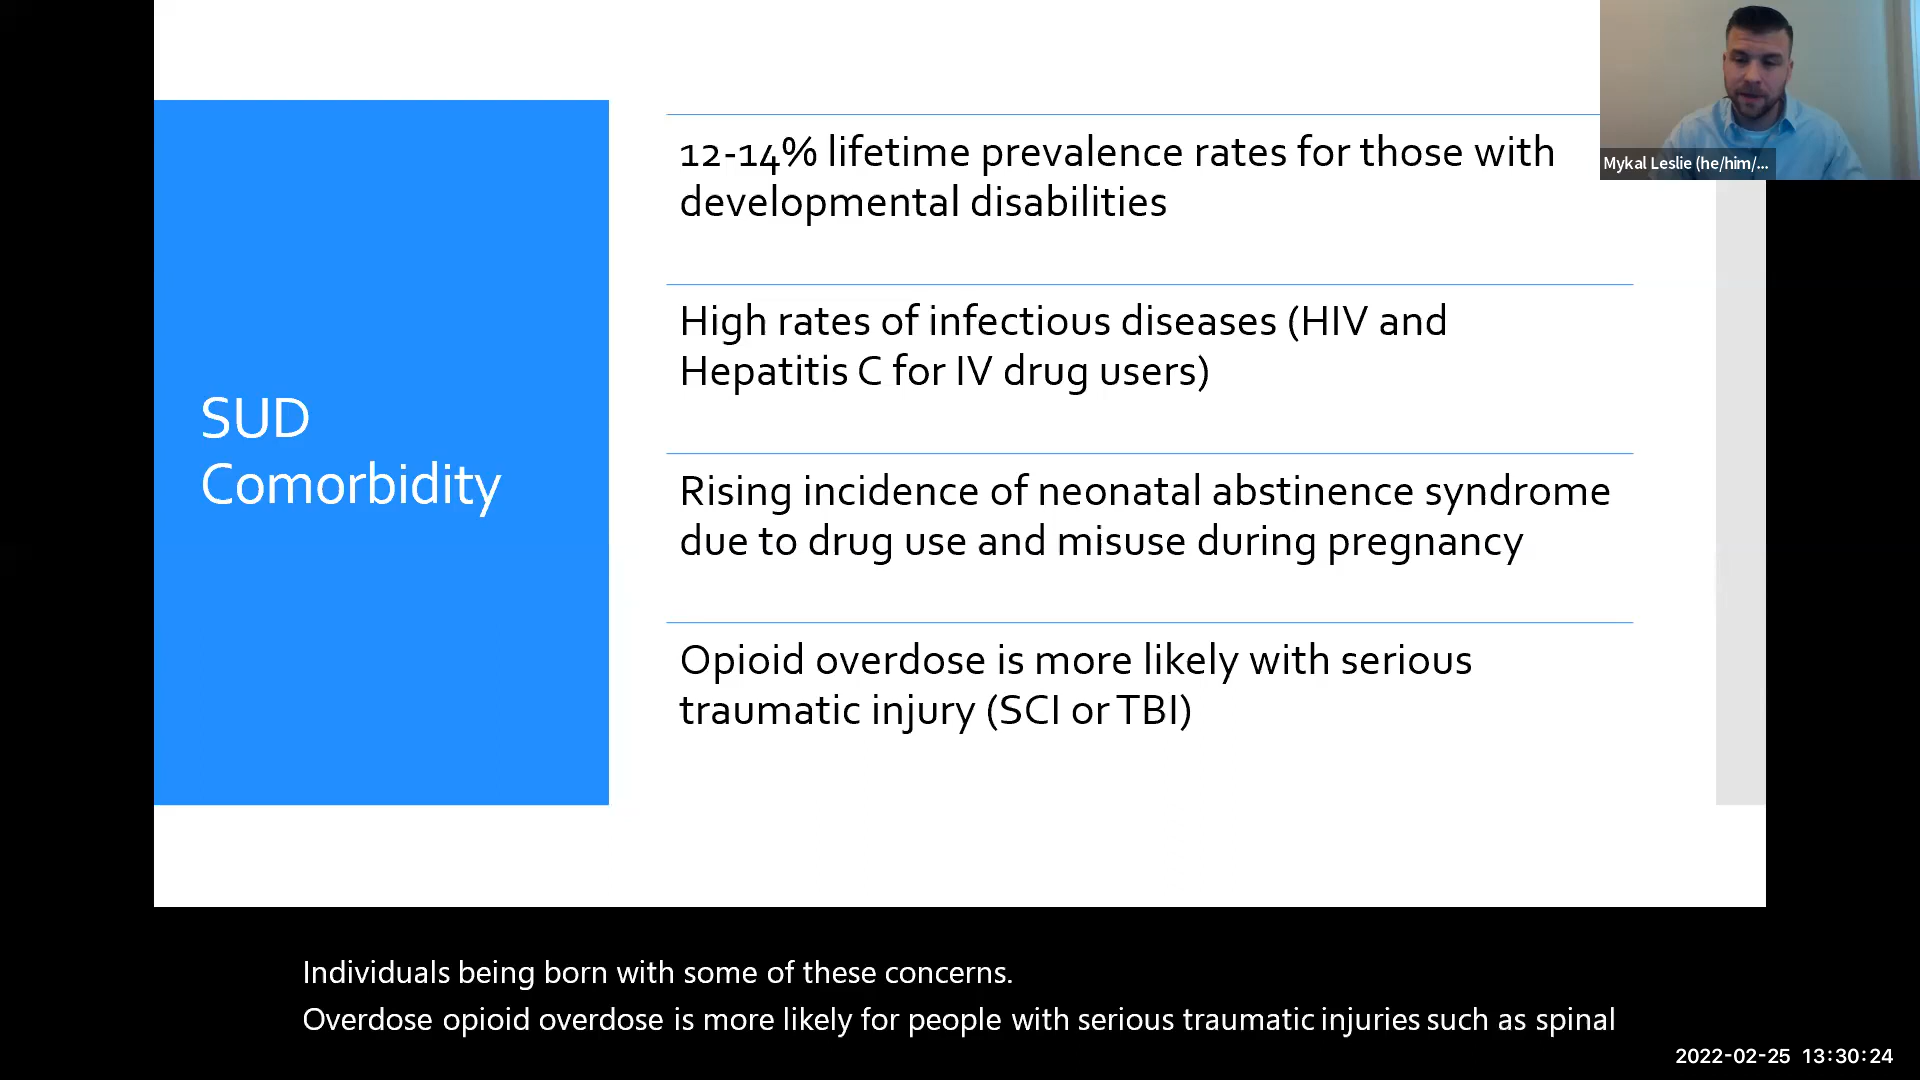 SUD
Comorbidity
12-14% lifetime prevalence rates for those with
developmental disabilities
High rates of infectious diseases (HIV and
Hepatitis C for IV drug users)
Rising incidence of neonatal abstinence syndrome
due to drug use and misuse during pregnancy
Opioid overdose is more likely with serious
traumatic injury (SCI or TBI)
Mykal Leslie (he/him/...
Individuals being born with some of these concerns.
Overdose opioid overdose is more likely for people with serious traumatic injuries such as spinal
2022-02-25 13:30:24